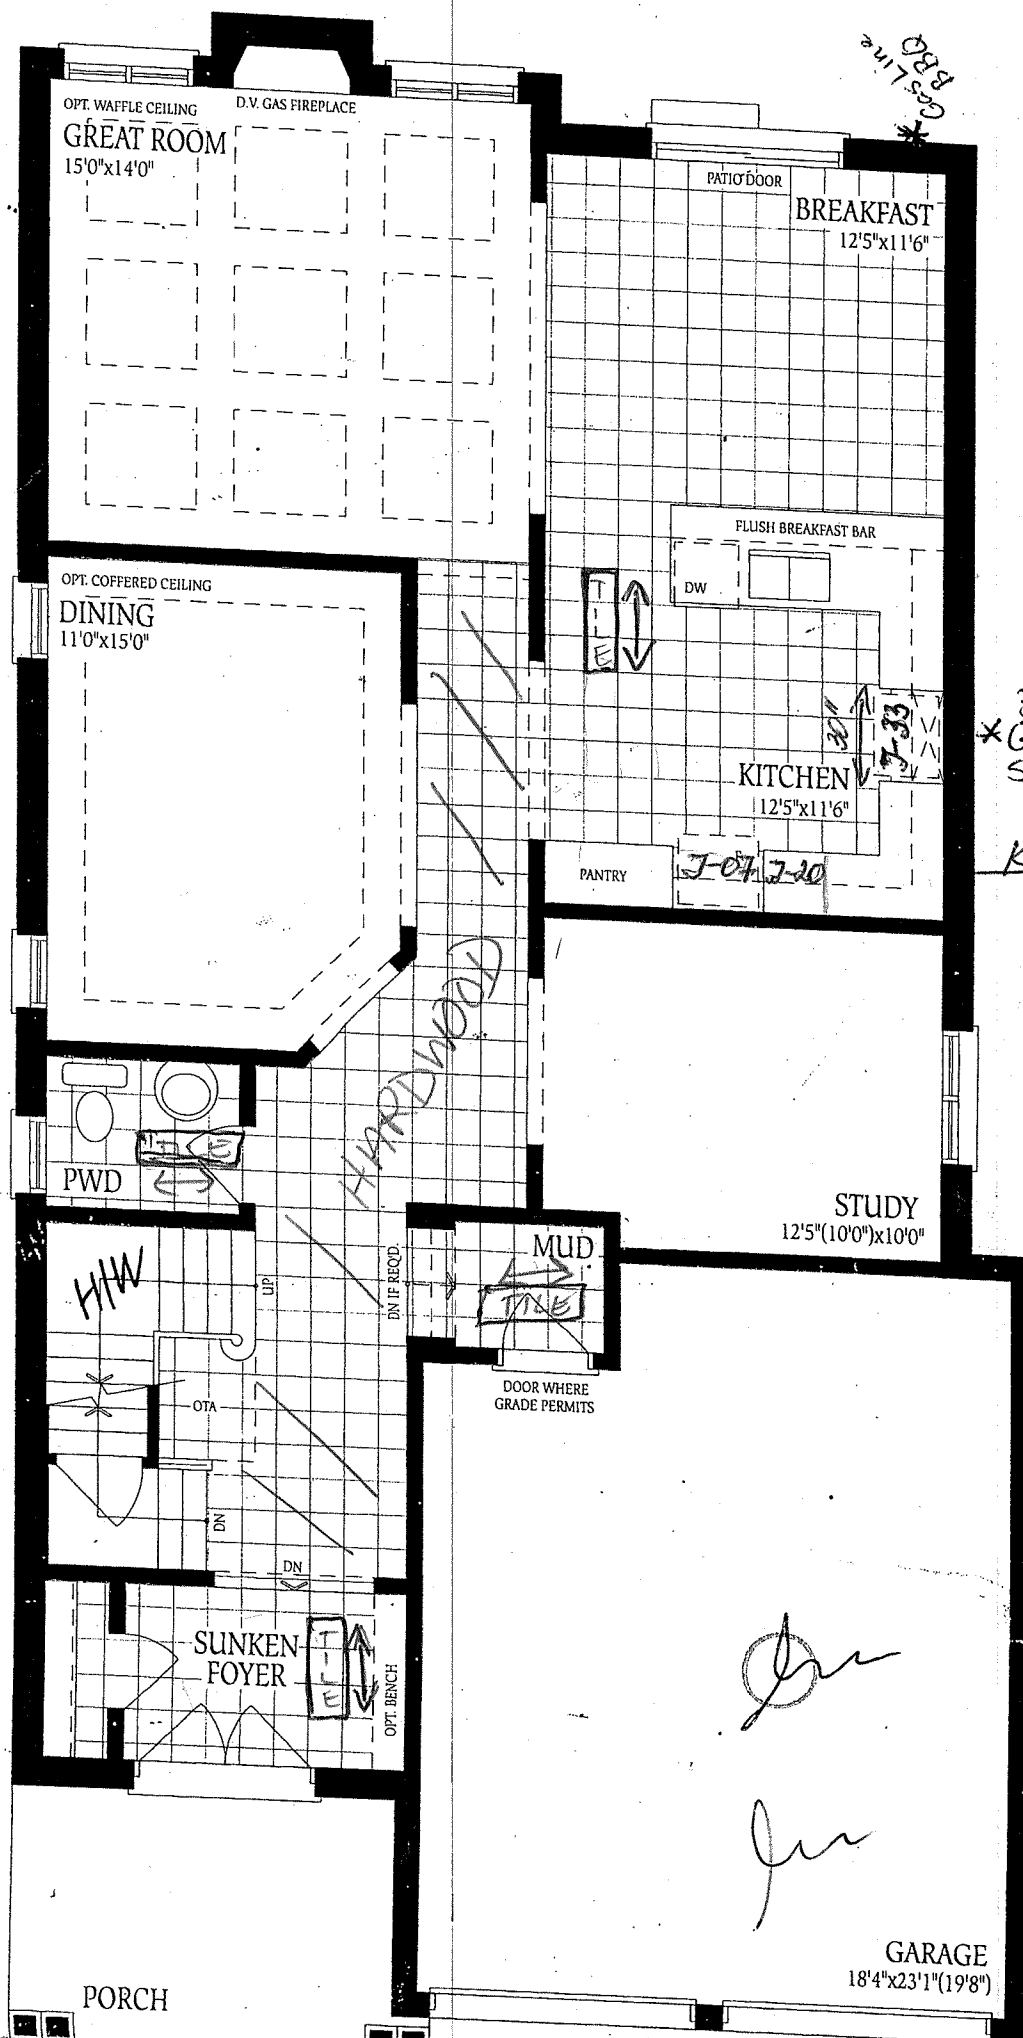 Gas Line
BBQ
OPT. WAFFLE CEILING
D.V. GAS FIREPLACE
GREAT ROOM
15'0"x14'0"
PATIO DOOR
BREAKFAST
12'5"x11'6"
FLUSH BREAKFAST BAR
DW
OPT. COFFERED CEILING
DINING
11'0"x15'0"
TILE
30"
J-33
KITCHEN
12'5"x11'6"
PANTRY
J-07
J-20
K
HARDWOOD
PWD
STUDY
12'5"(10'0")x10'0"
MUD
TILE
DN IF REQ'D.
H/W
UP
DOOR WHERE
GRADE PERMITS
OTA
DN
DN
SUNKEN
FOYER
TILE
OPT. BENCH
GARAGE
18'4"x23'1"(19'8")
PORCH